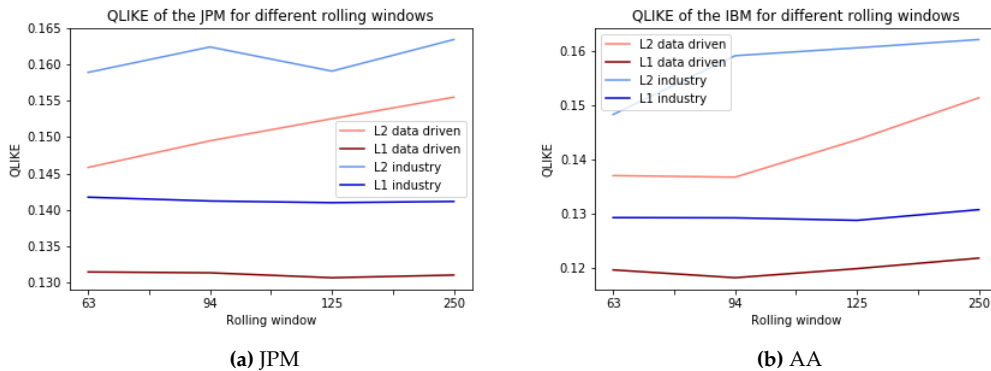 QLIKE of the JPM for different rolling windows
0.165
0.160
0.155
0.150
0.145
0.140
0.135
0.130
QLIKE
L2 data driven
L1 data driven
L2 industry
L1 industry
63
94
125
250
Rolling window
(a) JPM
QLIKE of the IBM for different rolling windows
0.16
0.15
0.14
0.13
0.12
QLIKE
L2 data driven
L1 data driven
L2 industry
L1 industry
63
94
125
250
Rolling window
(b) AA